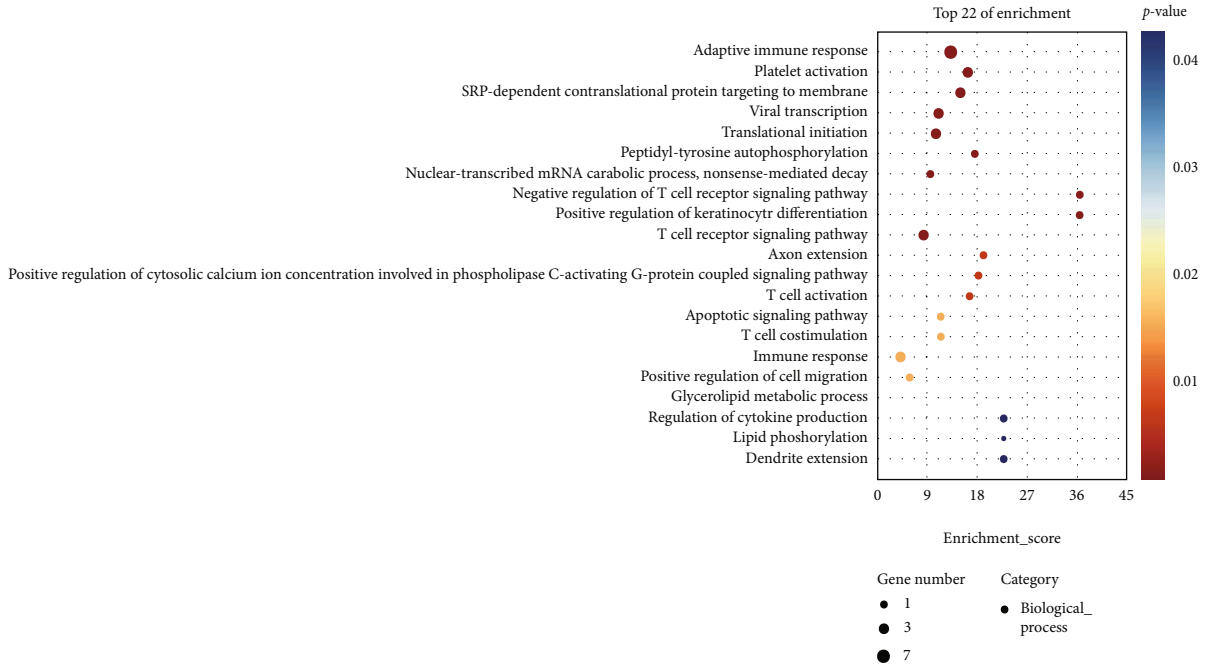 Top 22 of enrichment
p-value
Adaptive immune response
Platelet activation
SRP-dependent contranslational protein targeting to membrane
Viral transcription
Translational initiation
Peptidyl-tyrosine autophosphorylation
Nuclear-transcribed mRNA carabolic process, nonsense-mediated decay
Negative regulation of T cell receptor signaling pathway
Positive regulation of keratinocytr differentiation
T cell receptor signaling pathway
Axon extension
Positive regulation of cytosolic calcium ion concentration involved in phospholipase C-activating G-protein coupled signaling pathway
T cell activation
Apoptotic signaling pathway
T cell costimulation
Immune response
Positive regulation of cell migration
Glycerolipid metabolic process
Regulation of cytokine production
Lipid phoshorylation
Dendrite extension
0.04
0.03
0.02
0.01
0 9 18 27 36 45
Enrichment_score
Gene number
1
3
7
Category
Biological_
process